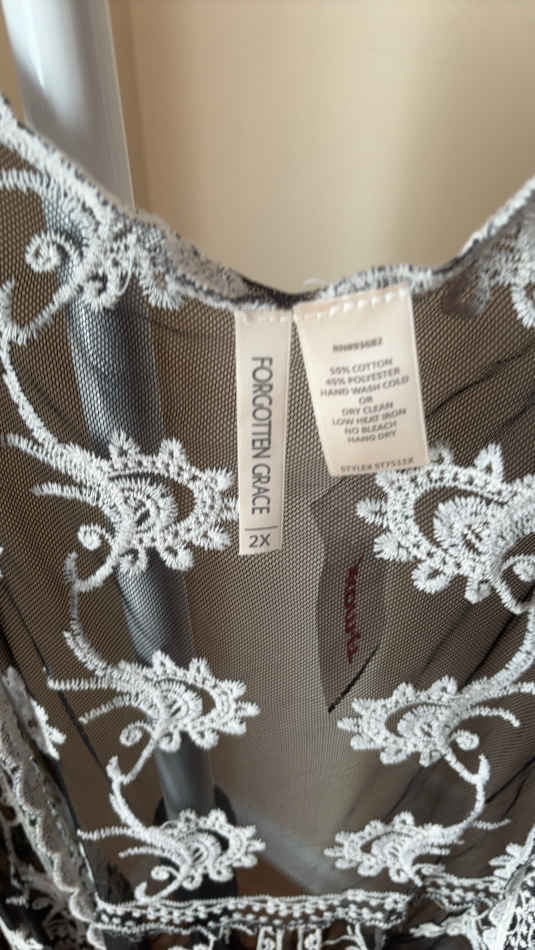 FORGOTTEN GRACE
2X
55% COTTON
45% POLYESTER
HAND WASH COLD
OR
DRY CLEAN
LOW HEAT IRON
NO BLEACH
HANG DRY